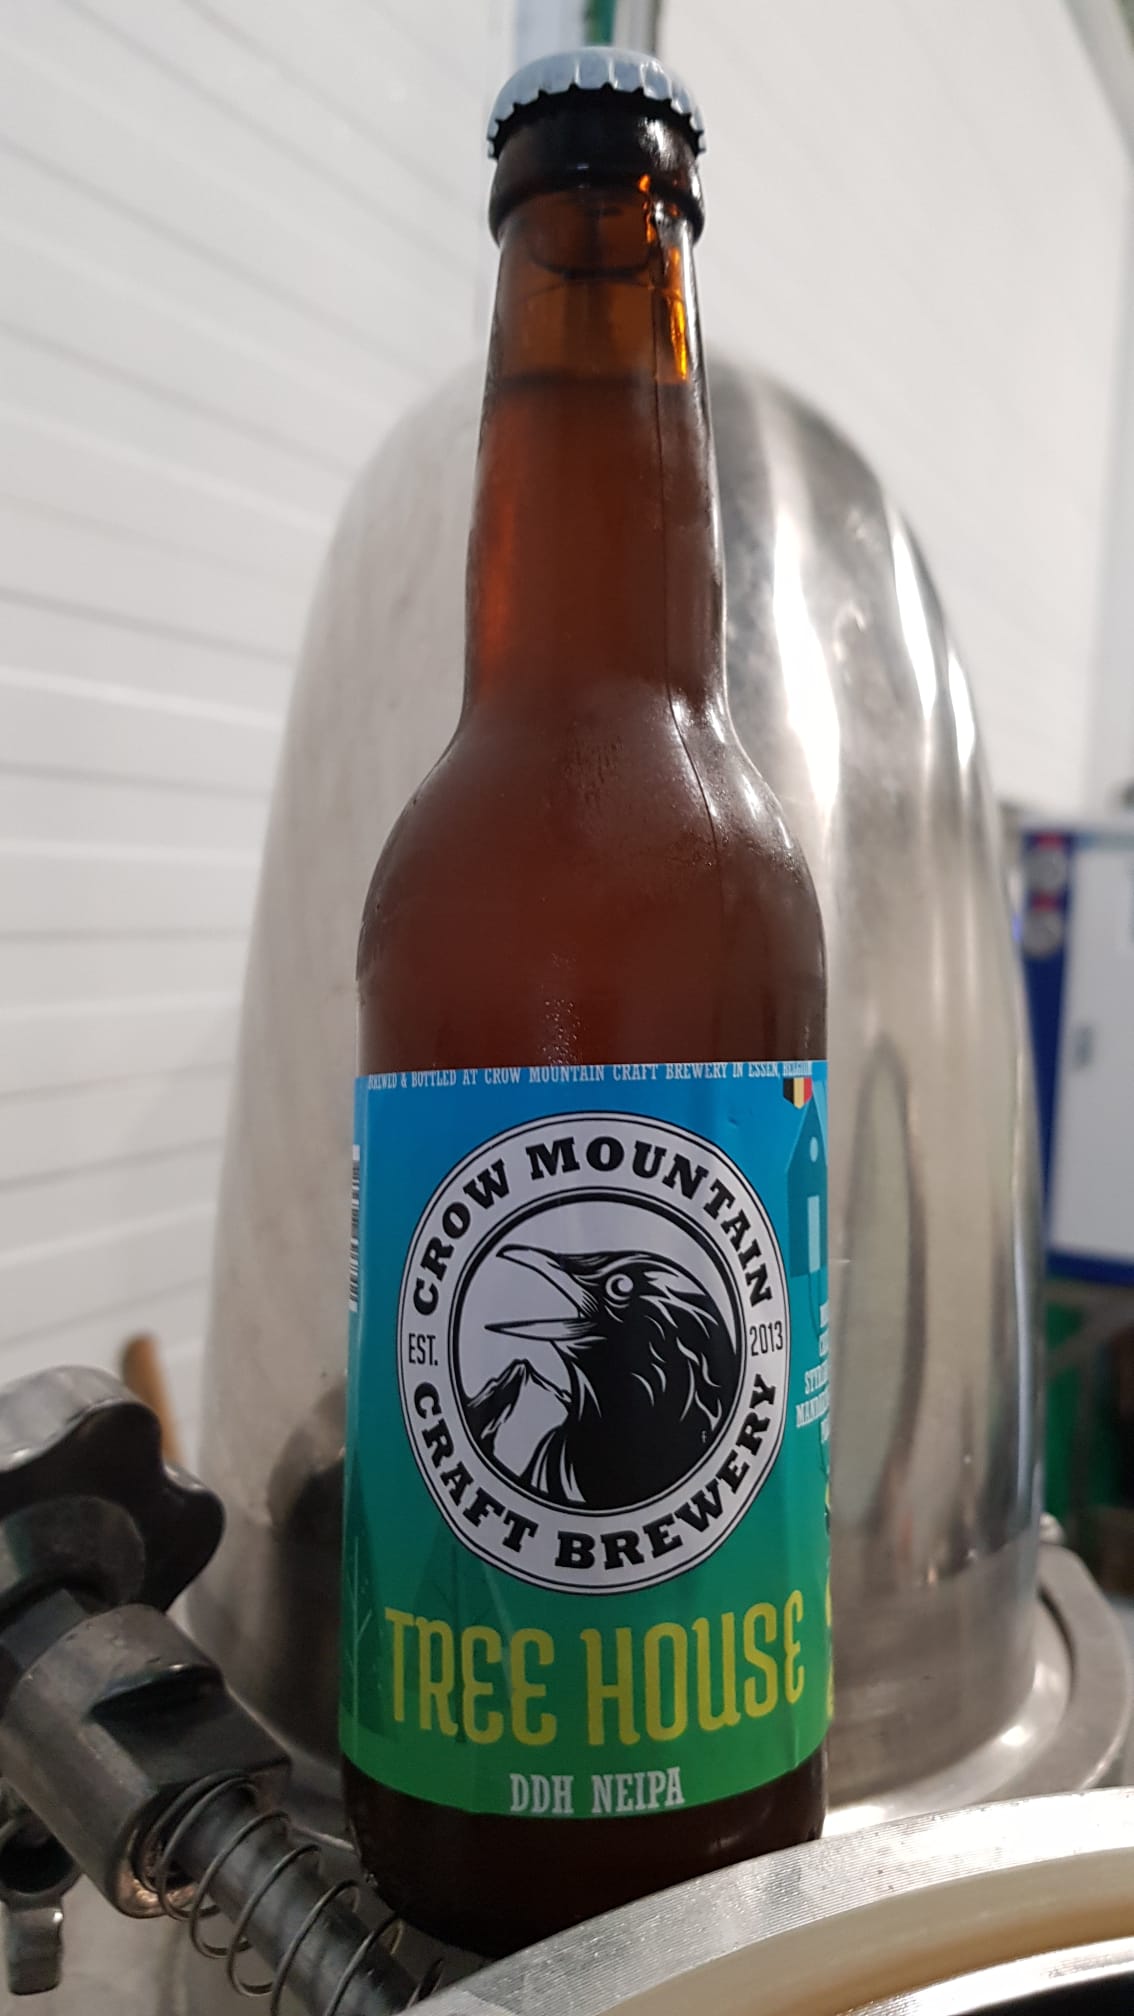 BREWED & BOTTLED AT CROW MOUNTAIN CRAFT BREWERY IN ESSEN, BELGIUM
CROW MOUNTAIN
EST. 2013
CRAFT BREWERY
TREE HOUSE
DDH NEIPA